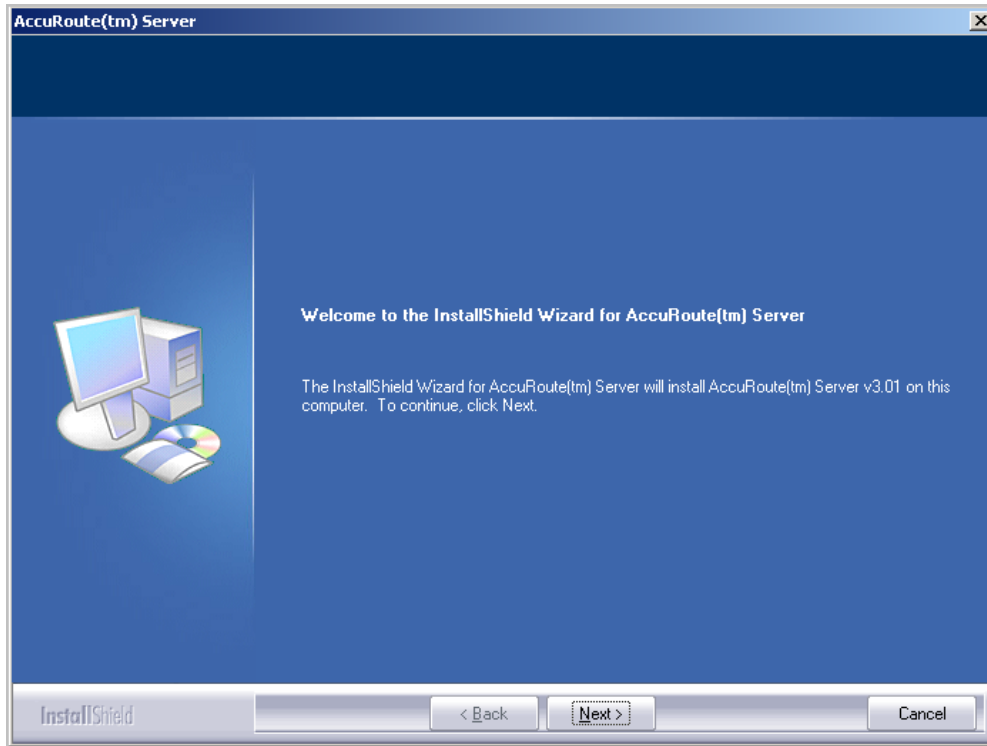 AccuRoute(tm) Server
Welcome to the InstallShield Wizard for AccuRoute(tm) Server
The InstallShield Wizard for AccuRoute(tm) Server will install AccuRoute(tm) Server v3.01 on this
computer. To continue, click Next.
InstallShield
< Back
Next >
Cancel